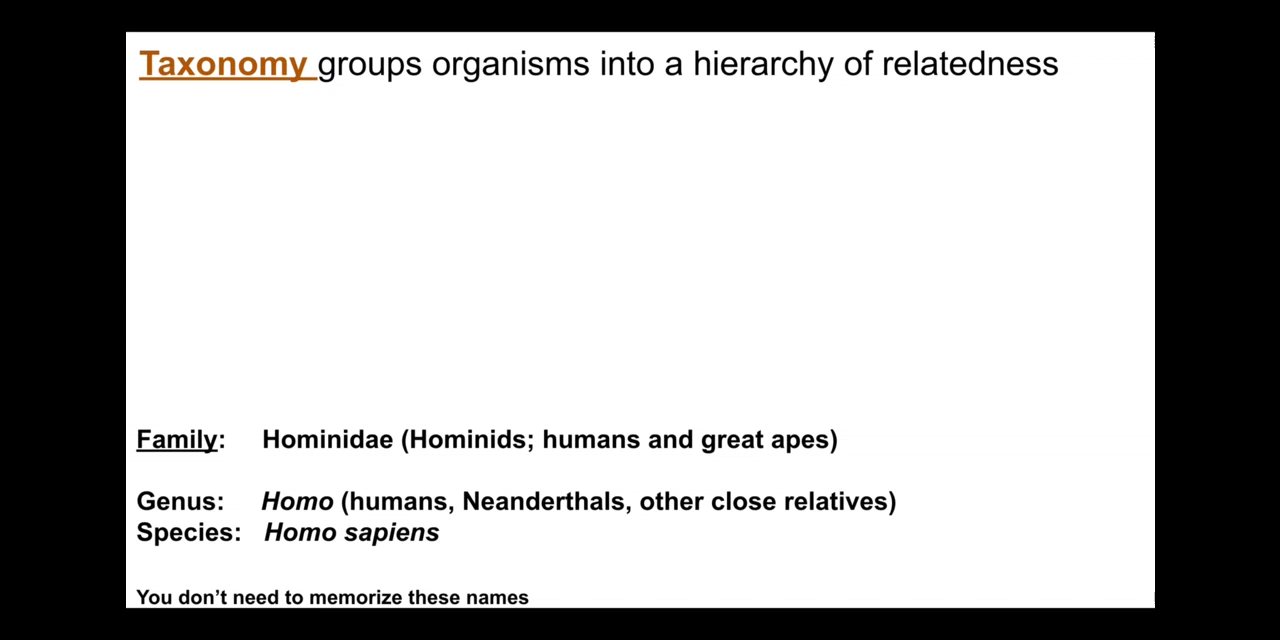 Taxonomy groups organisms into a hierarchy of relatedness
Family: Hominidae (Hominids; humans and great apes)
Genus: Homo (humans, Neanderthals, other close relatives)
Species: Homo sapiens
You don’t need to memorize these names